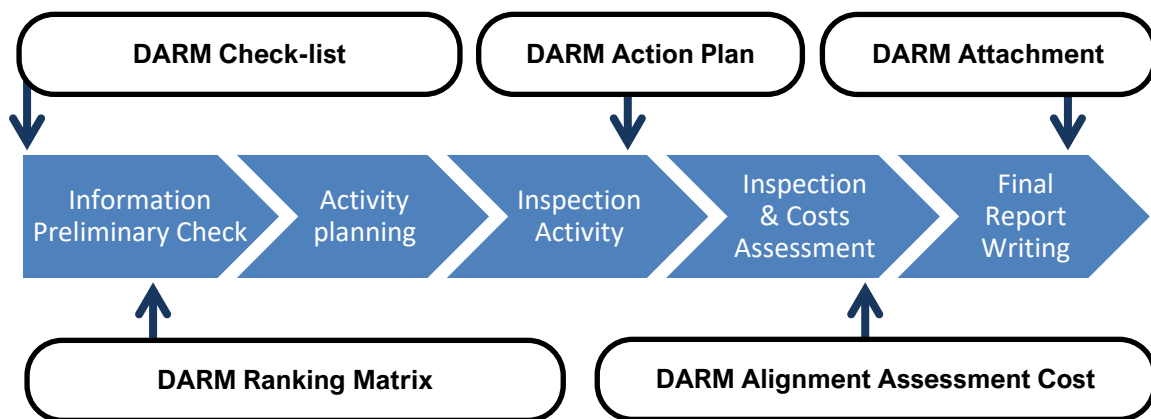 DARM Check-list
DARM Action Plan
DARM Attachment
Information
Preliminary Check
Activity
planning
Inspection
Activity
Inspection
& Costs
Assessment
Final
Report
Writing
DARM Ranking Matrix
DARM Alignment Assessment Cost